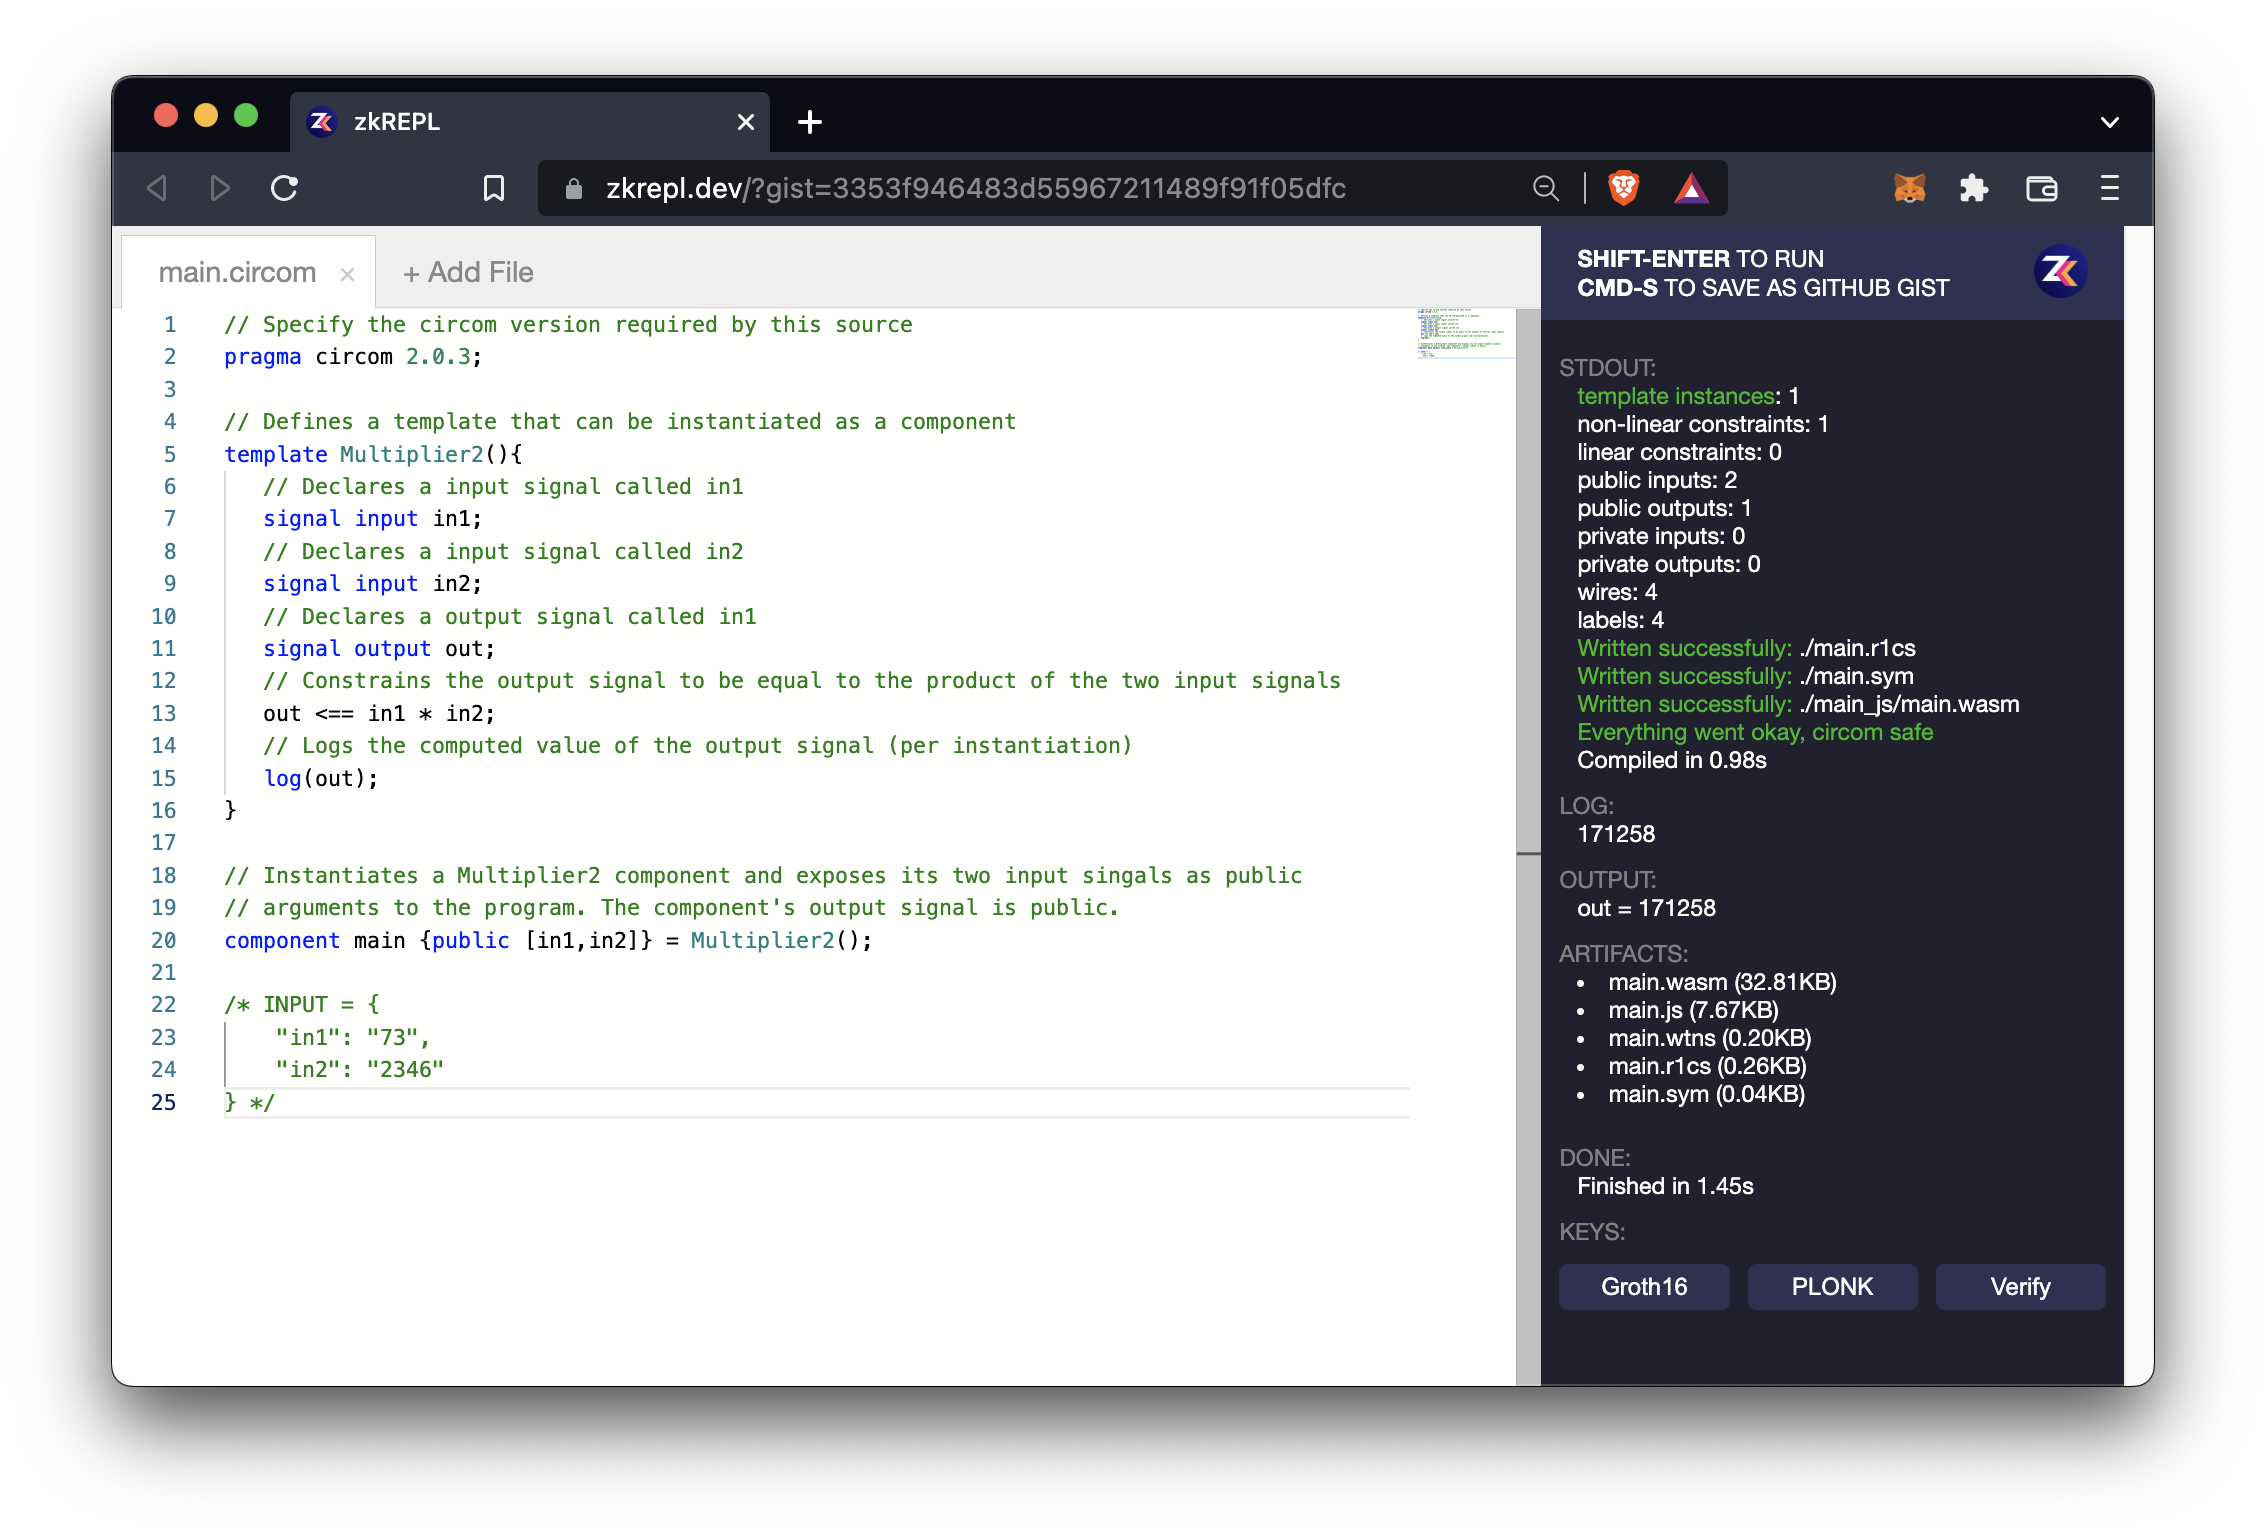 zkREPL
zkrepl.dev/?gist=3353f946483d55967211489f91f05dfc
main.circom × + Add File
1 // Specify the circom version required by this source
2 pragma circom 2.0.3;
3
4 // Defines a template that can be instantiated as a component
5 template Multiplier2(){
6 // Declares a input signal called in1
7 signal input in1;
8 // Declares a input signal called in2
9 signal input in2;
10 // Declares a output signal called in1
11 signal output out;
12 // Constrains the output signal to be equal to the product of the two input signals
13 out <== in1 * in2;
14 // Logs the computed value of the output signal (per instantiation)
15 log(out);
16 }
17
18 // Instantiates a Multiplier2 component and exposes its two input singals as public
19 // arguments to the program. The component's output signal is public.
20 component main {public [in1,in2]} = Multiplier2();
21
22 /* INPUT = {
23 "in1": "73",
24 "in2": "2346"
25 } */
SHIFT-ENTER TO RUN
CMD-S TO SAVE AS GITHUB GIST
STDOUT:
template instances: 1
non-linear constraints: 1
linear constraints: 0
public inputs: 2
public outputs: 1
private inputs: 0
private outputs: 0
wires: 4
labels: 4
Written successfully: ./main.r1cs
Written successfully: ./main.sym
Written successfully: ./main_js/main.wasm
Everything went okay, circom safe
Compiled in 0.98s
LOG:
171258
OUTPUT:
out = 171258
ARTIFACTS:
• main.wasm (32.81KB)
• main.js (7.67KB)
• main.wtns (0.20KB)
• main.r1cs (0.26KB)
• main.sym (0.04KB)
DONE:
Finished in 1.45s
KEYS:
Groth16 PLONK Verify